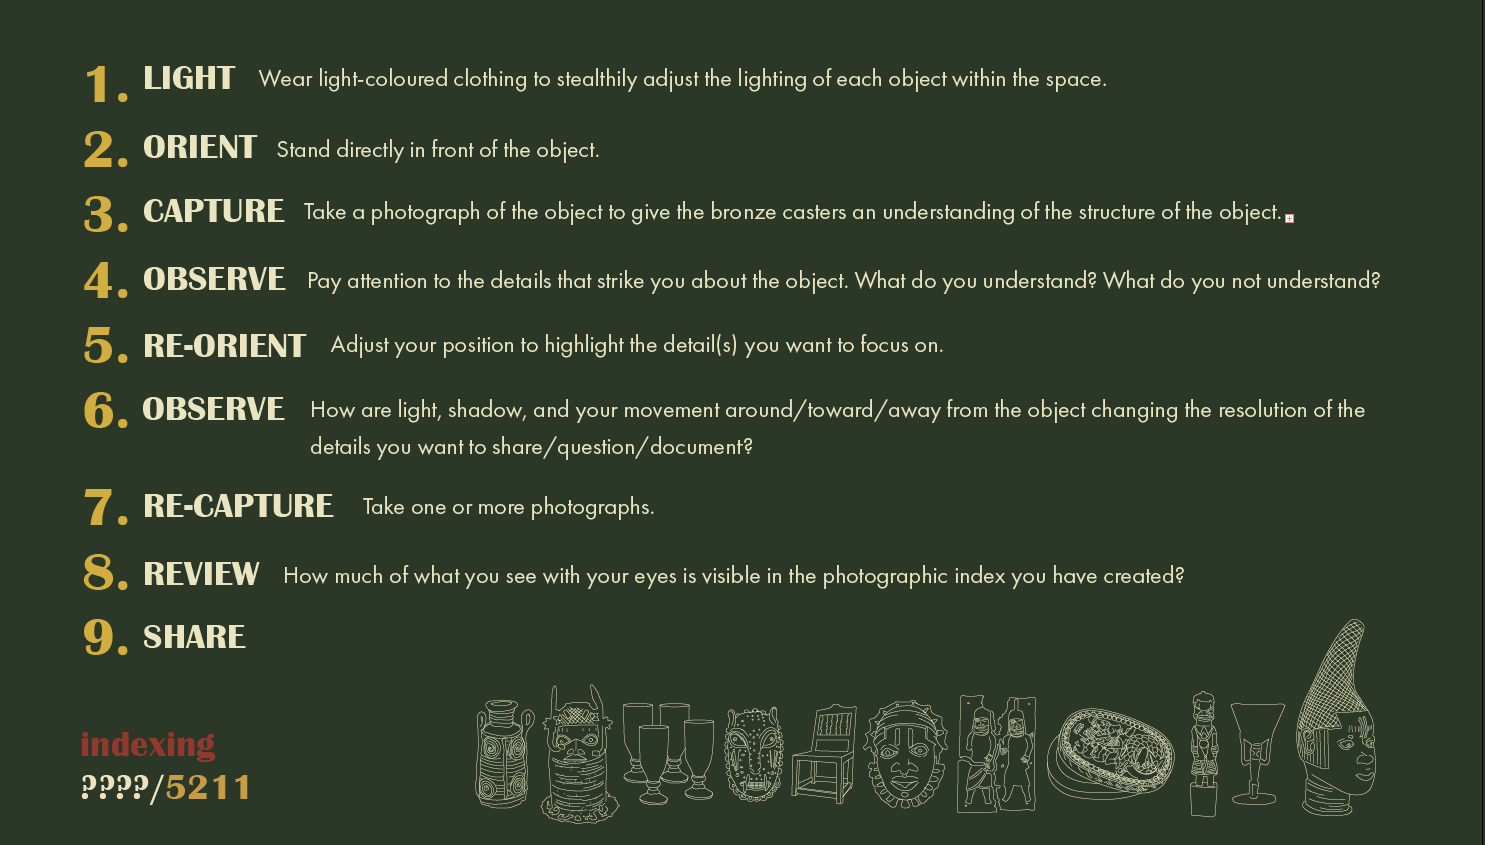 1. LIGHT Wear light-coloured clothing to stealthily adjust the lighting of each object within the space.
2. ORIENT Stand directly in front of the object.
3. CAPTURE Take a photograph of the object to give the bronze casters an understanding of the structure of the object.
4. OBSERVE Pay attention to the details that strike you about the object. What do you understand? What do you not understand?
5. RE-ORIENT Adjust your position to highlight the detail(s) you want to focus on.
6. OBSERVE How are light, shadow, and your movement around/toward/away from the object changing the resolution of the
details you want to share/question/document?
7. RE-CAPTURE Take one or more photographs.
8. REVIEW How much of what you see with your eyes is visible in the photographic index you have created?
9. SHARE
indexing
????/5211